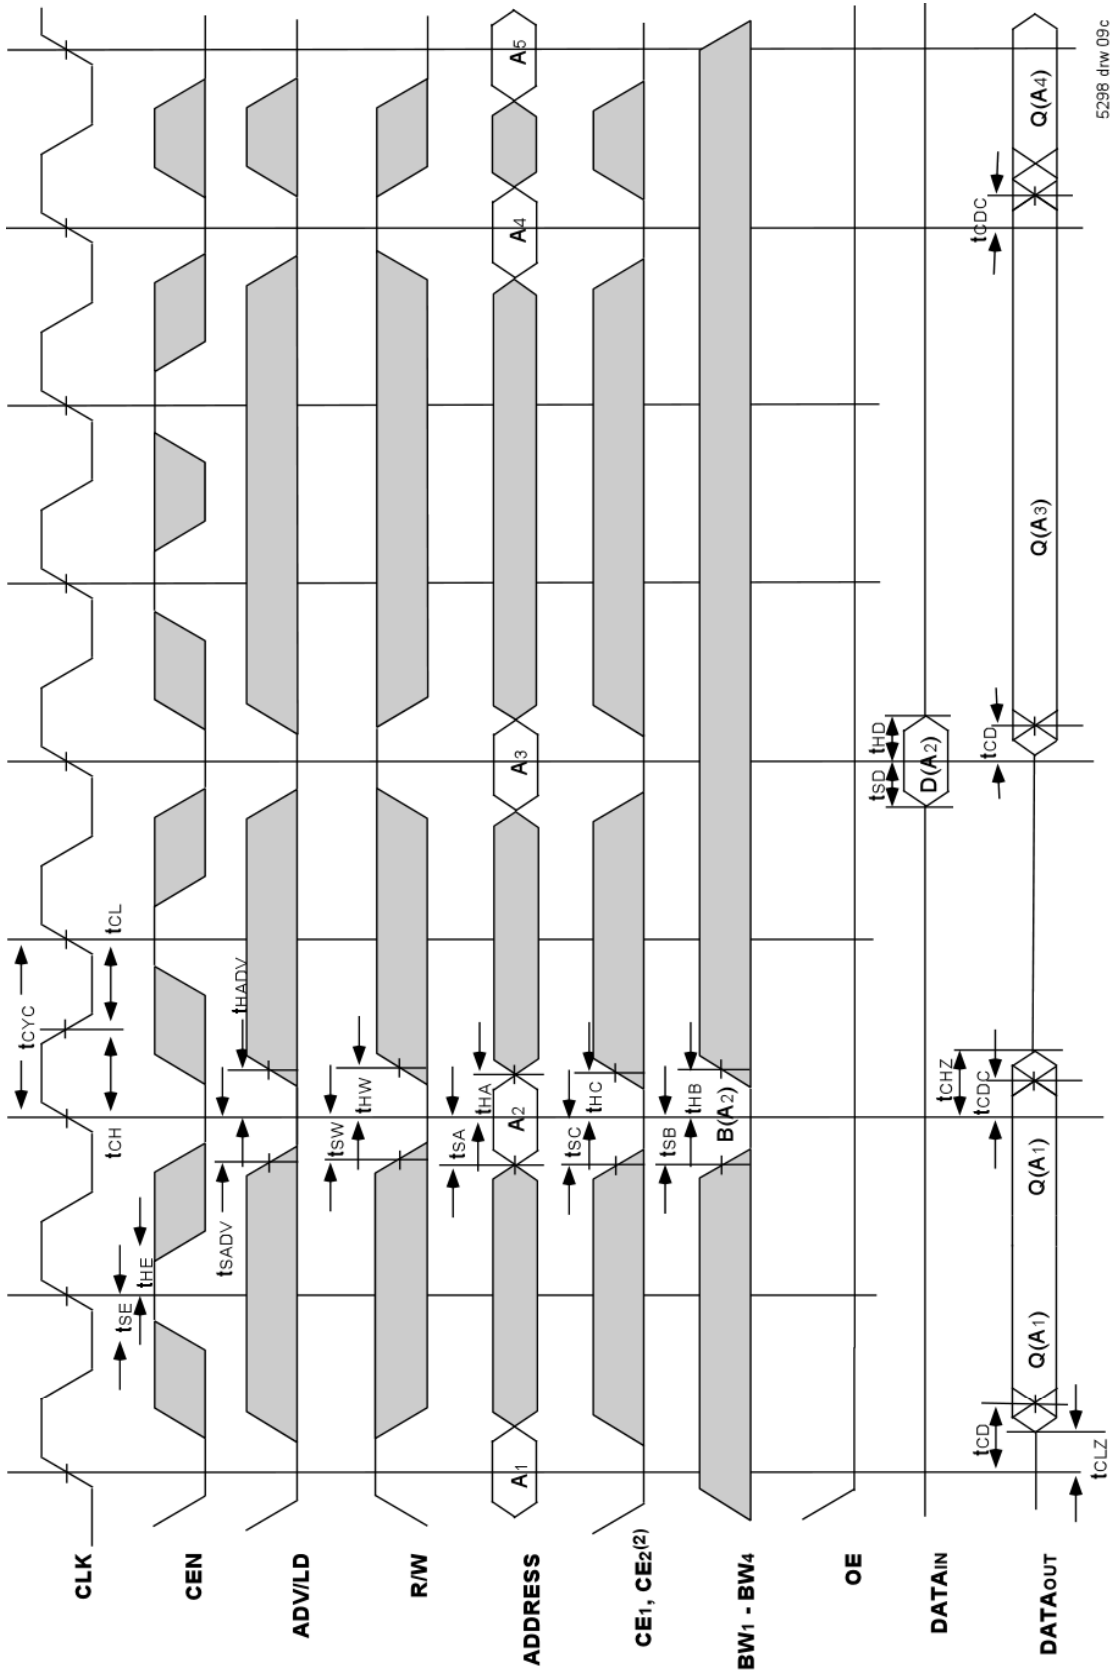 tCYC
tCH
tCL
CLK
tSE
tHE
CEN
tSADV
tHADV
ADV/LD
tSW
tHW
R/W
tSA
tHA
ADDRESS
A1
A2
A3
A4
A5
tSC
tHC
CE1, CE2(2)
tSB
tHB
B(A2)
BW1 - BW4
OE
tSD
tHD
DATAIN
D(A2)
tCD
tCHZ
tCDC
tCD
tCDC
DATAOUT
Q(A1)
Q(A1)
Q(A3)
Q(A4)
tCLZ
5298 drw 09c